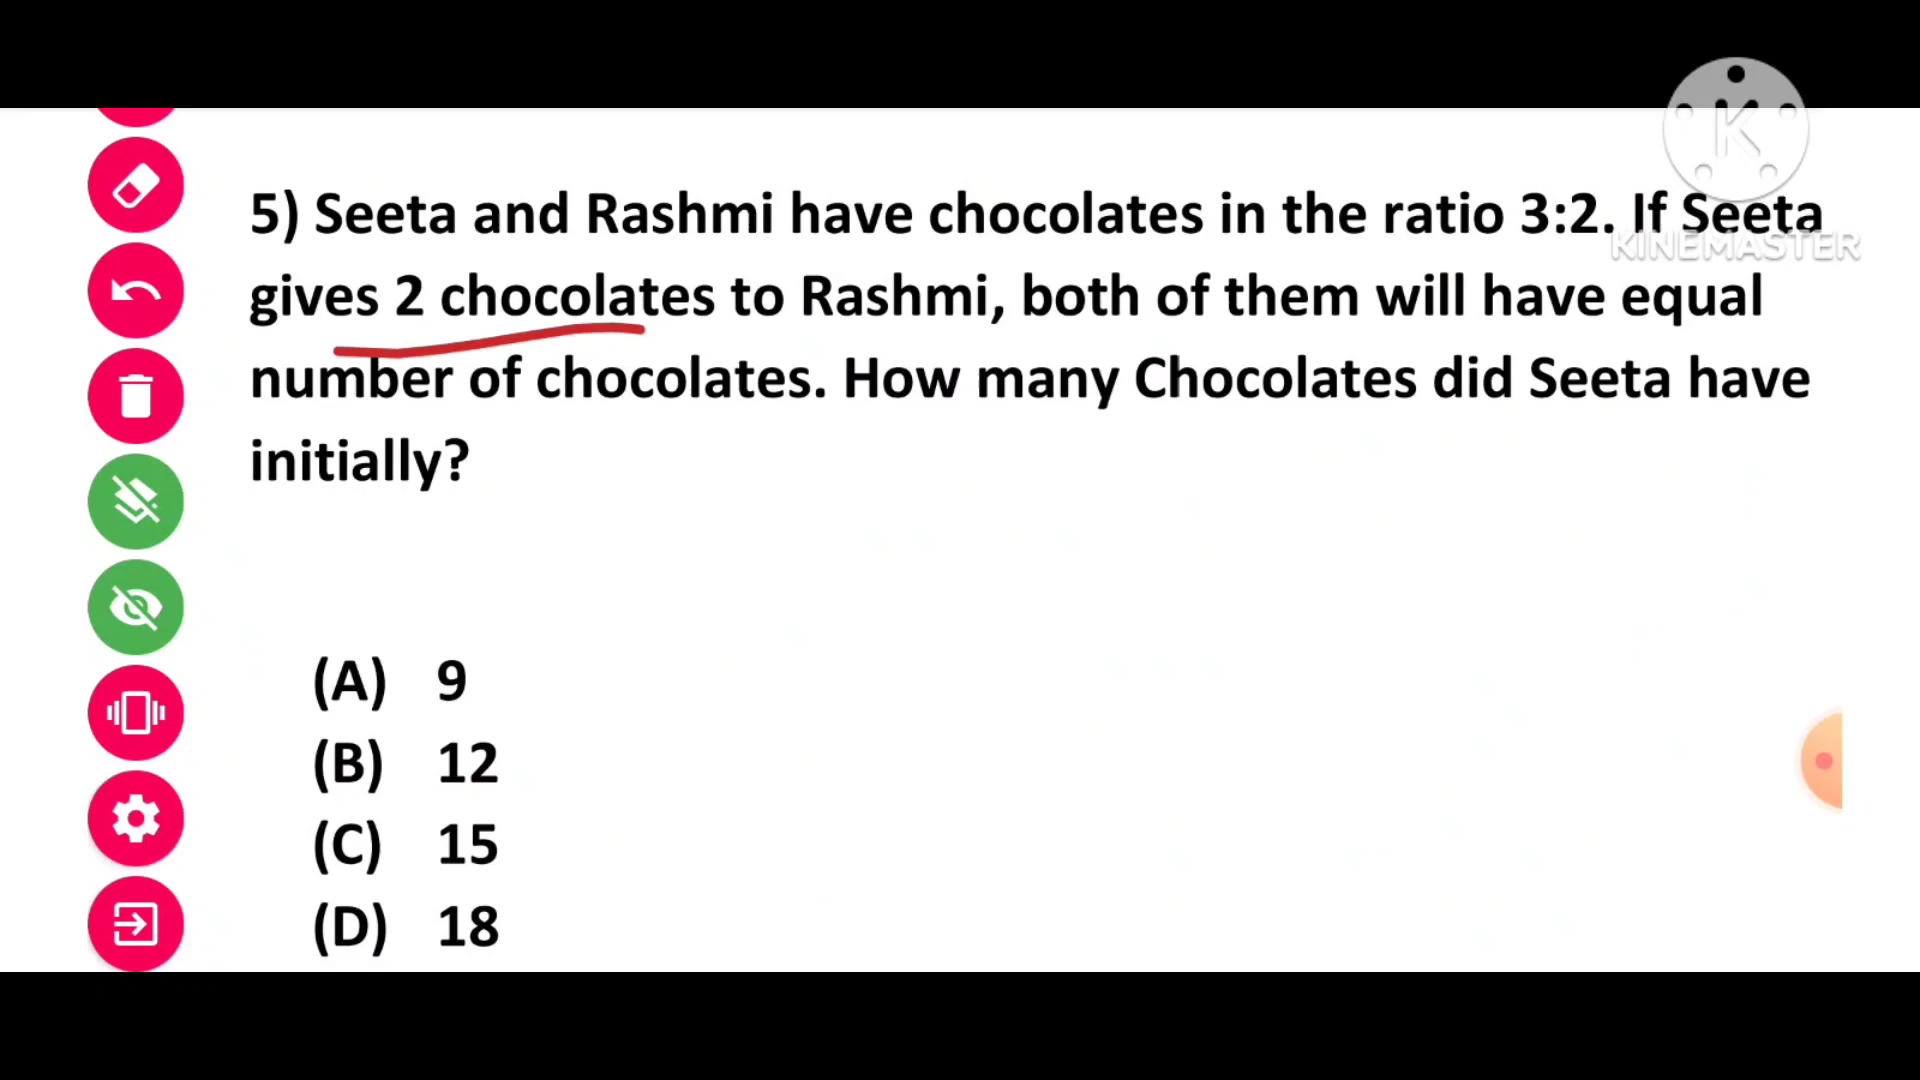 K
5) Seeta and Rashmi have chocolates in the ratio 3:2. If Seeta
KINEMASTER
gives 2 chocolates to Rashmi, both of them will have equal
number of chocolates. How many Chocolates did Seeta have
initially?
(A) 9
(B) 12
(C) 15
(D) 18